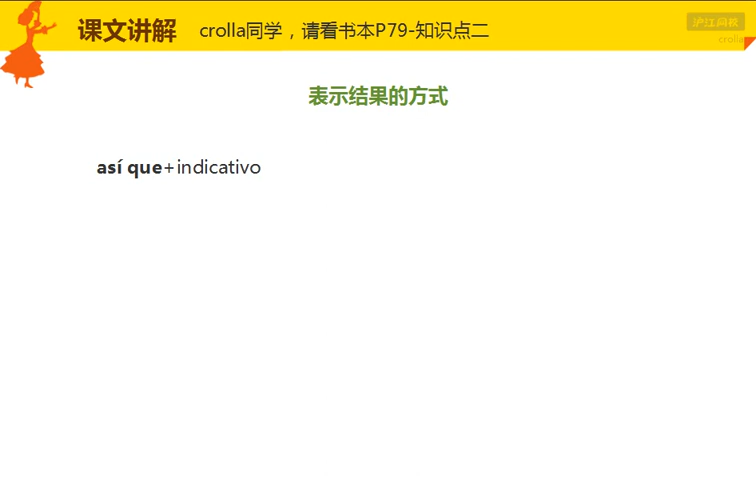 课文讲解 crolla同学，请看书本P79-知识点二
沪江网校
crolla
表示结果的方式
así que+indicativo